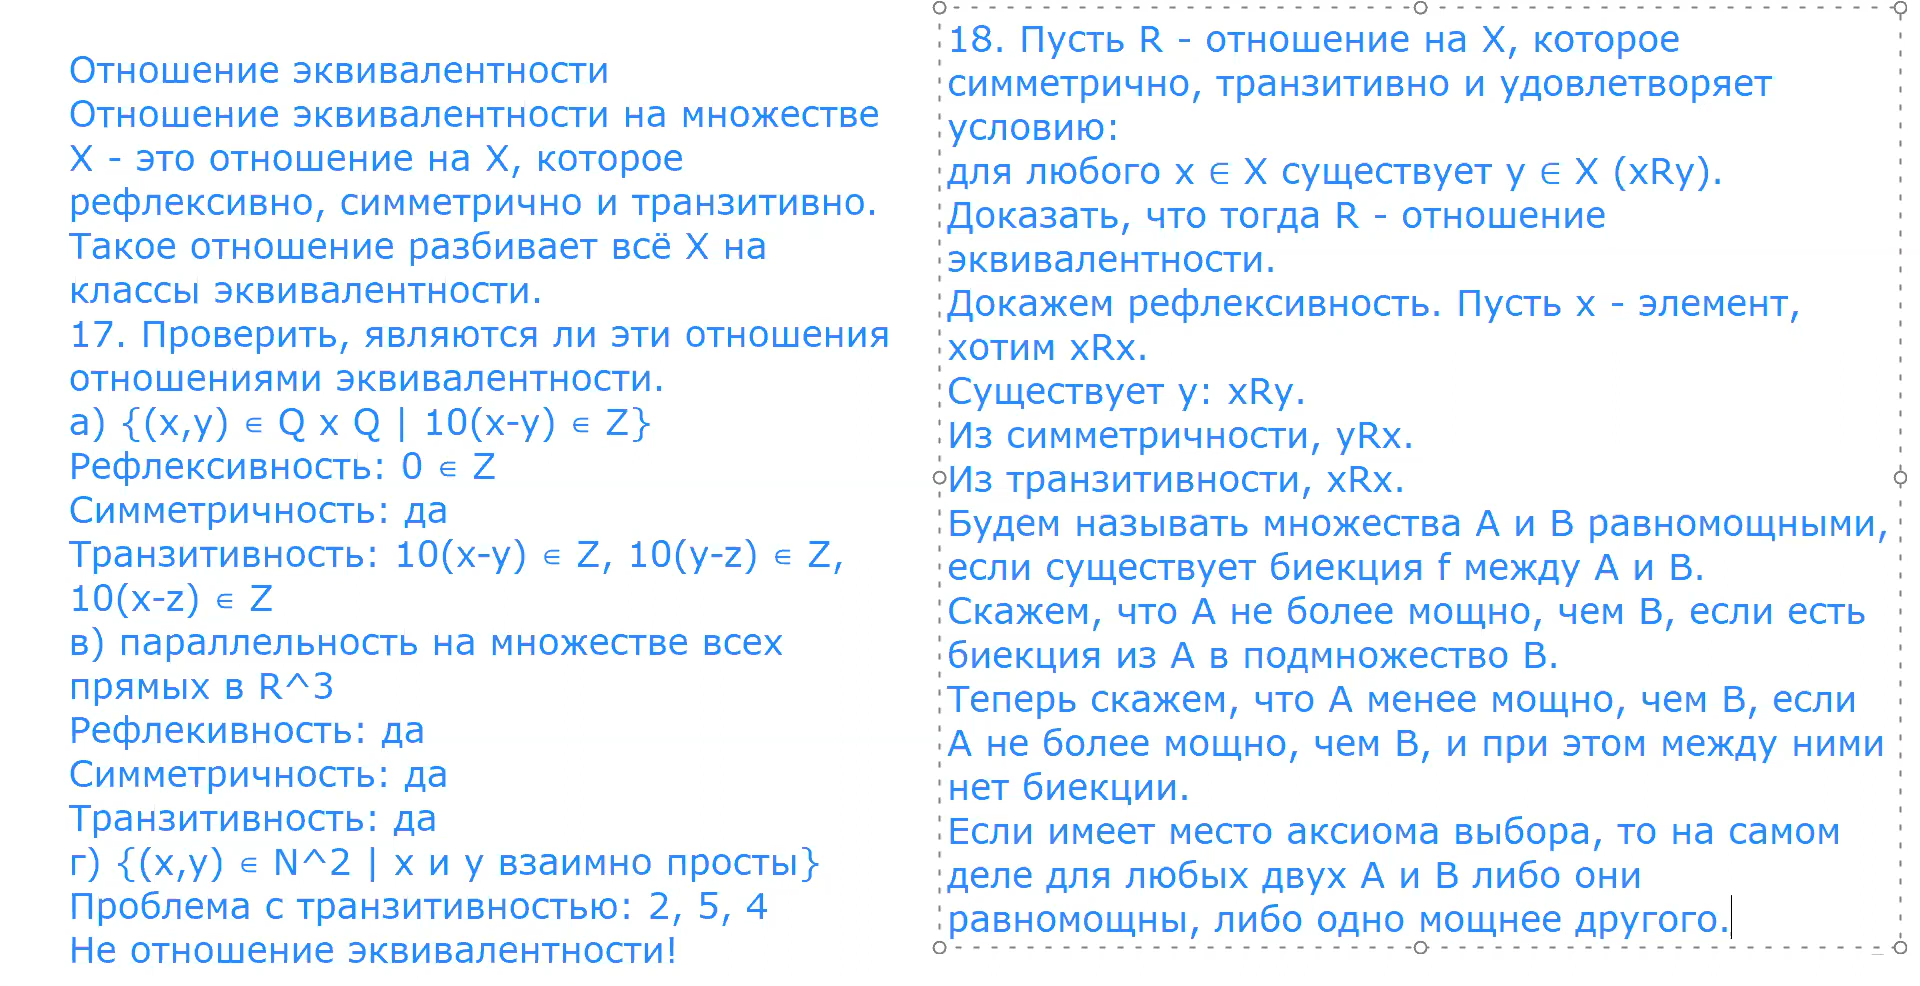 Отношение эквивалентности
Отношение эквивалентности на множестве
X - это отношение на X, которое
рефлексивно, симметрично и транзитивно.
Такое отношение разбивает всё X на
классы эквивалентности.
17. Проверить, являются ли эти отношения
отношениями эквивалентности.
а) {(x,y) ∈ Q x Q | 10(x-y) ∈ Z}
Рефлексивность: 0 ∈ Z
Симметричность: да
Транзитивность: 10(x-y) ∈ Z, 10(y-z) ∈ Z,
10(x-z) ∈ Z
в) параллельность на множестве всех
прямых в R^3
Рефлекивность: да
Симметричность: да
Транзитивность: да
г) {(x,y) ∈ N^2 | x и y взаимно просты}
Проблема с транзитивностью: 2, 5, 4
Не отношение эквивалентности!
18. Пусть R - отношение на X, которое
симметрично, транзитивно и удовлетворяет
условию:
для любого x ∈ X существует y ∈ X (xRy).
Доказать, что тогда R - отношение
эквивалентности.
Докажем рефлексивность. Пусть x - элемент,
хотим xRx.
Существует y: xRy.
Из симметричности, yRx.
Из транзитивности, xRx.
Будем называть множества A и B равномощными,
если существует биекция f между A и B.
Скажем, что A не более мощно, чем B, если есть
биекция из A в подмножество B.
Теперь скажем, что A менее мощно, чем B, если
A не более мощно, чем B, и при этом между ними
нет биекции.
Если имеет место аксиома выбора, то на самом
деле для любых двух A и B либо они
равномощны, либо одно мощнее другого.